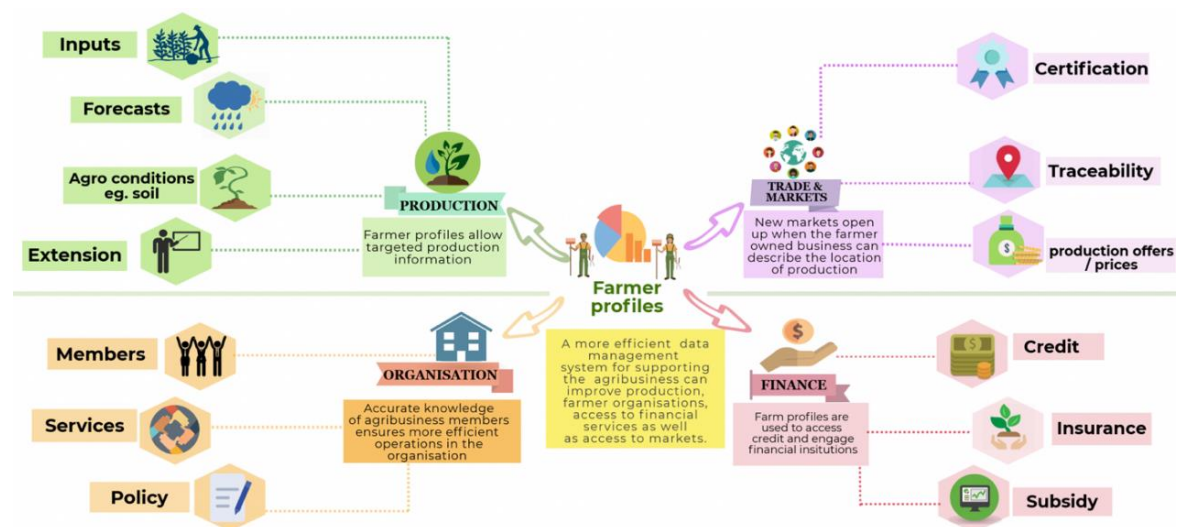 Inputs
Forecasts
Agro conditions
eg. soil
Extension
PRODUCTION
Farmer profiles allow
targeted production
information
Certification
Traceability
production offers
/ prices
TRADE &
MARKETS
New markets open
up when the farmer
owned business can
describe the location
of production
Farmer
profiles
A more efficient data
management
system for supporting
the agribusiness can
improve production,
farmer organisations,
access to financial
services as well
as access to markets.
Members
Services
Policy
ORGANISATION
Accurate knowledge
of agribusiness members
ensures more efficient
operations in the
organisation
FINANCE
Farm profiles are
used to access
credit and engage
financial insitutions
Credit
Insurance
Subsidy